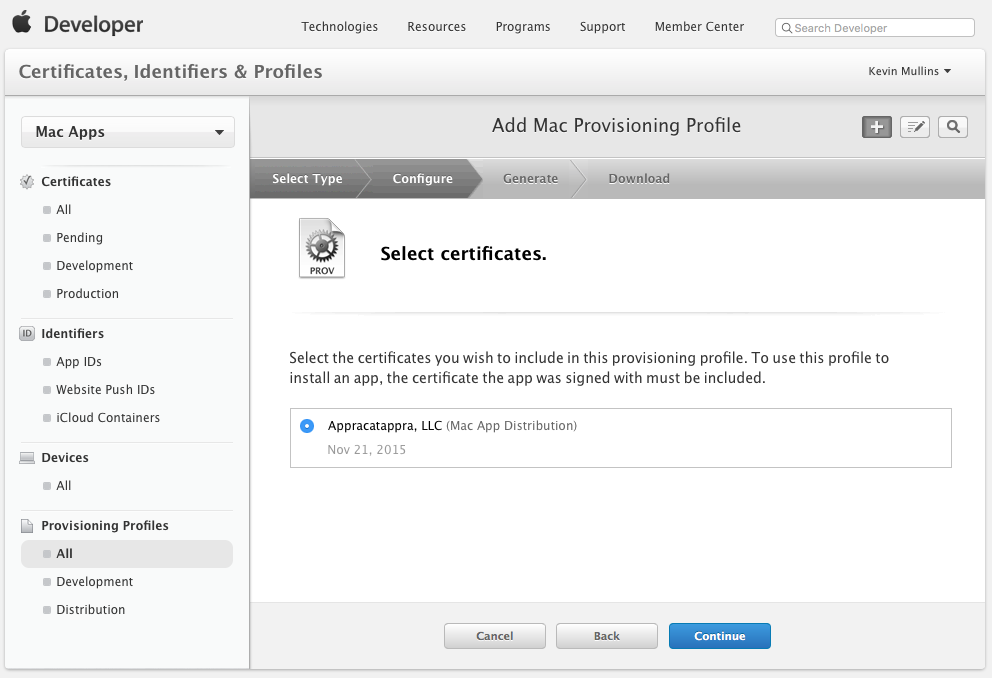 Developer
Technologies Resources Programs Support Member Center Search Developer
Certificates, Identifiers & Profiles
Kevin Mullins
Mac Apps
Certificates
All
Pending
Development
Production
ID Identifiers
App IDs
Website Push IDs
iCloud Containers
Devices
All
Provisioning Profiles
All
Development
Distribution
Add Mac Provisioning Profile
Select Type Configure Generate Download
PROV
Select certificates.
Select the certificates you wish to include in this provisioning profile. To use this profile to
install an app, the certificate the app was signed with must be included.
Appracatappra, LLC (Mac App Distribution)
Nov 21, 2015
Cancel Back Continue